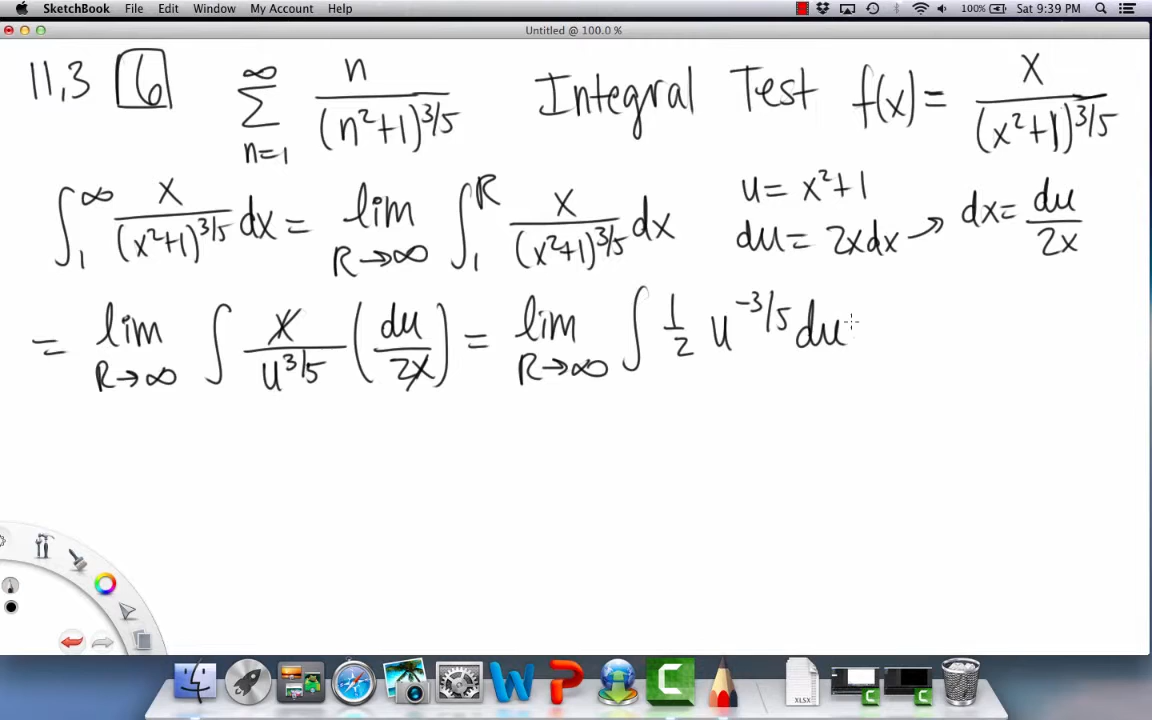 SketchBook File Edit Window My Account Help 100% Sat 9:39 PM
Untitled @ 100.0 %
11.3 6 ∑_{n=1}^{∞} n/(n²+1)^{3/5} Integral Test f(x) = x/(x²+1)^{3/5}
∫_1^∞ x/(x²+1)^{3/5} dx = lim_{R→∞} ∫_1^R x/(x²+1)^{3/5} dx
u = x²+1
du = 2x dx → dx = du/2x
= lim_{R→∞} ∫ x/u^{3/5} (du/2x) = lim_{R→∞} ∫ 1/2 u^{-3/5} du
XLSX